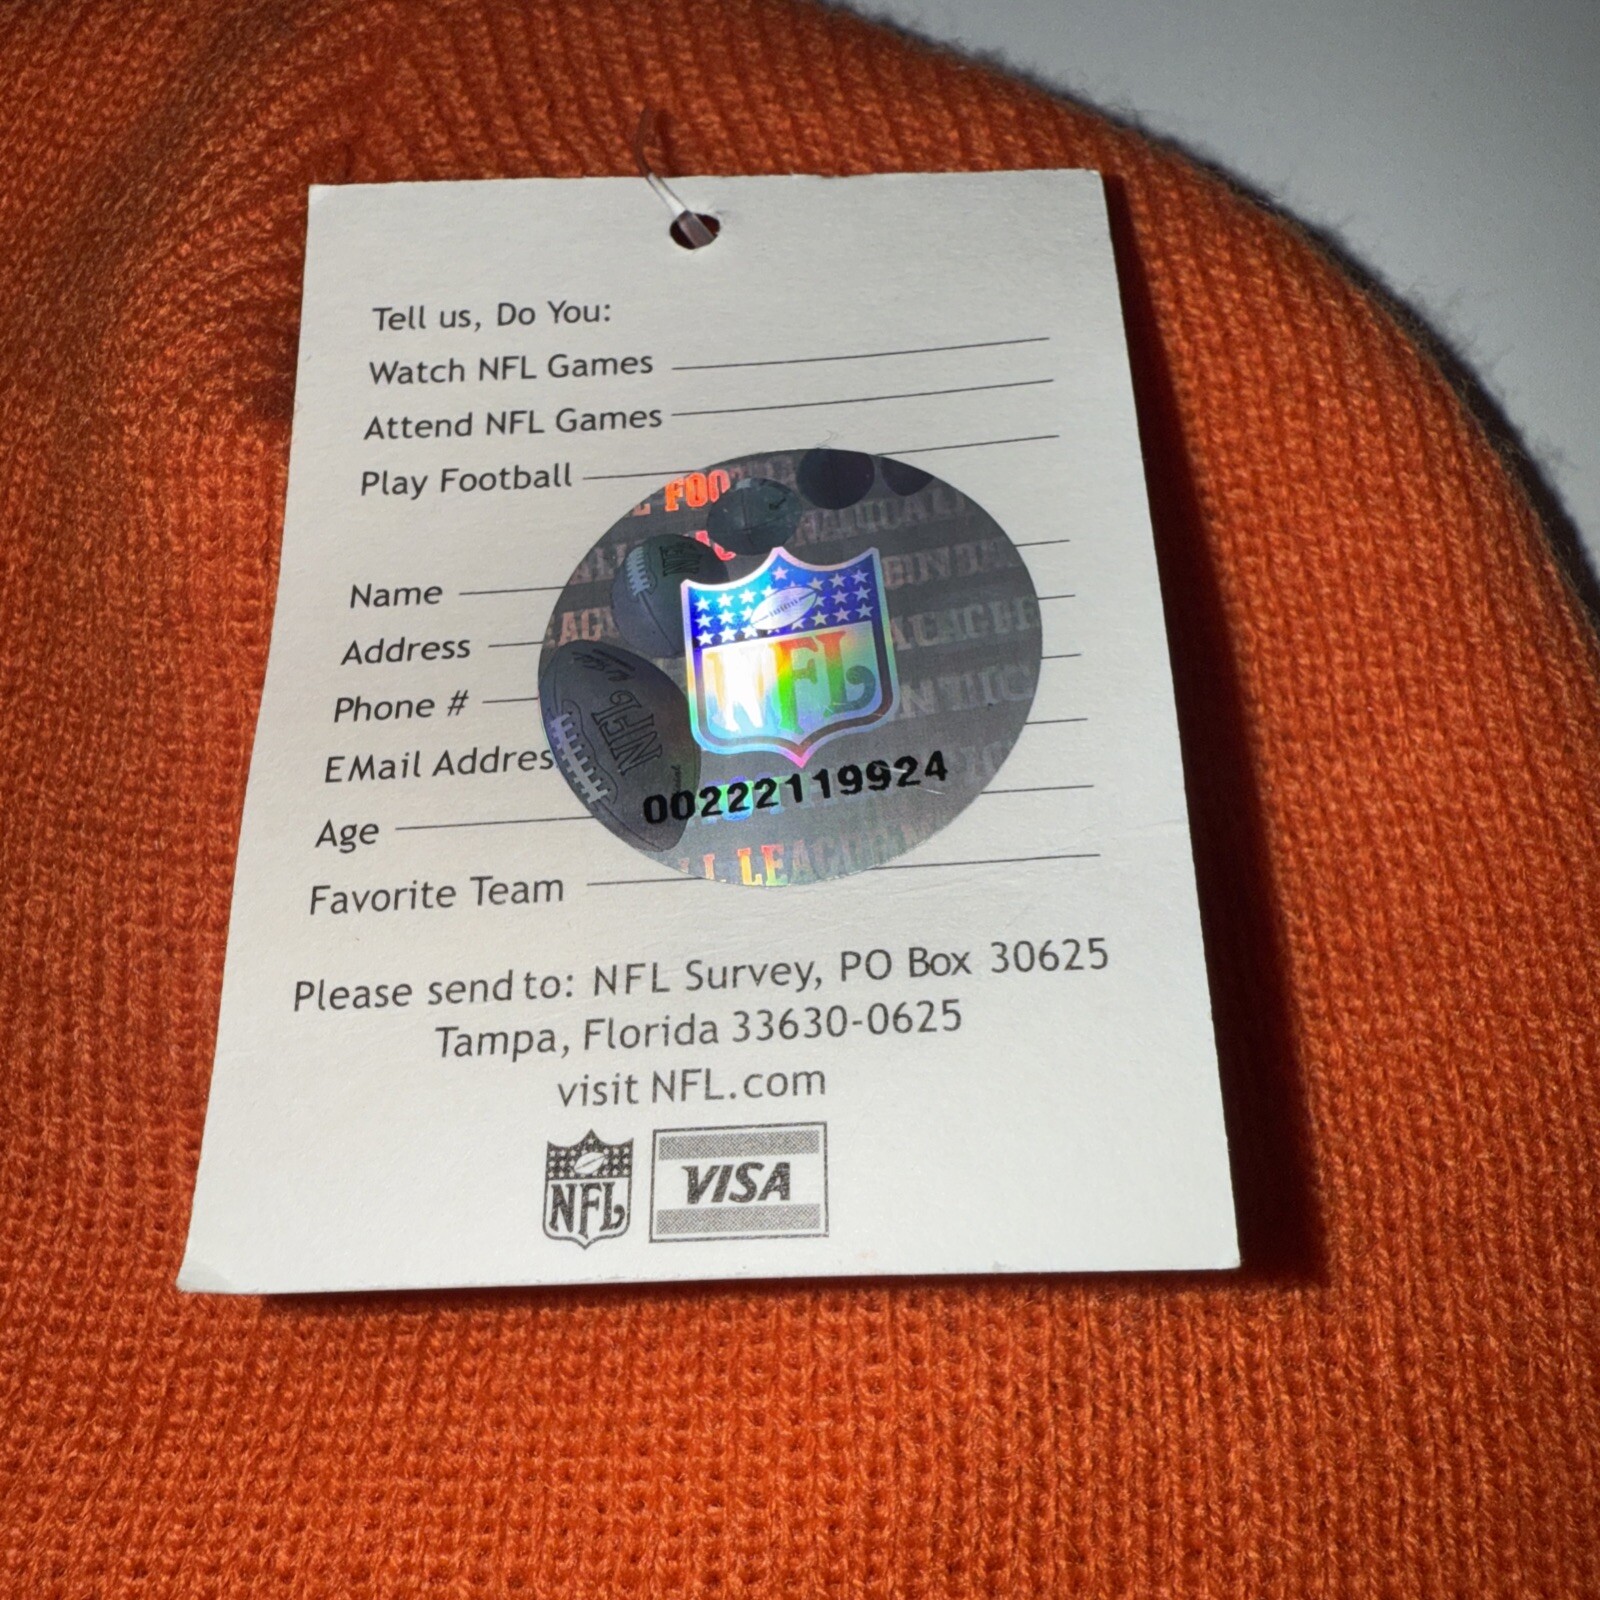 Tell us, Do You:
Watch NFL Games
Attend NFL Games
Play Football
Name
Address
Phone #
EMail Addres
Age
Favorite Team
NFL
NFL
00222119924
Please send to: NFL Survey, PO Box 30625
Tampa, Florida 33630-0625
visit NFL.com
NFL VISA